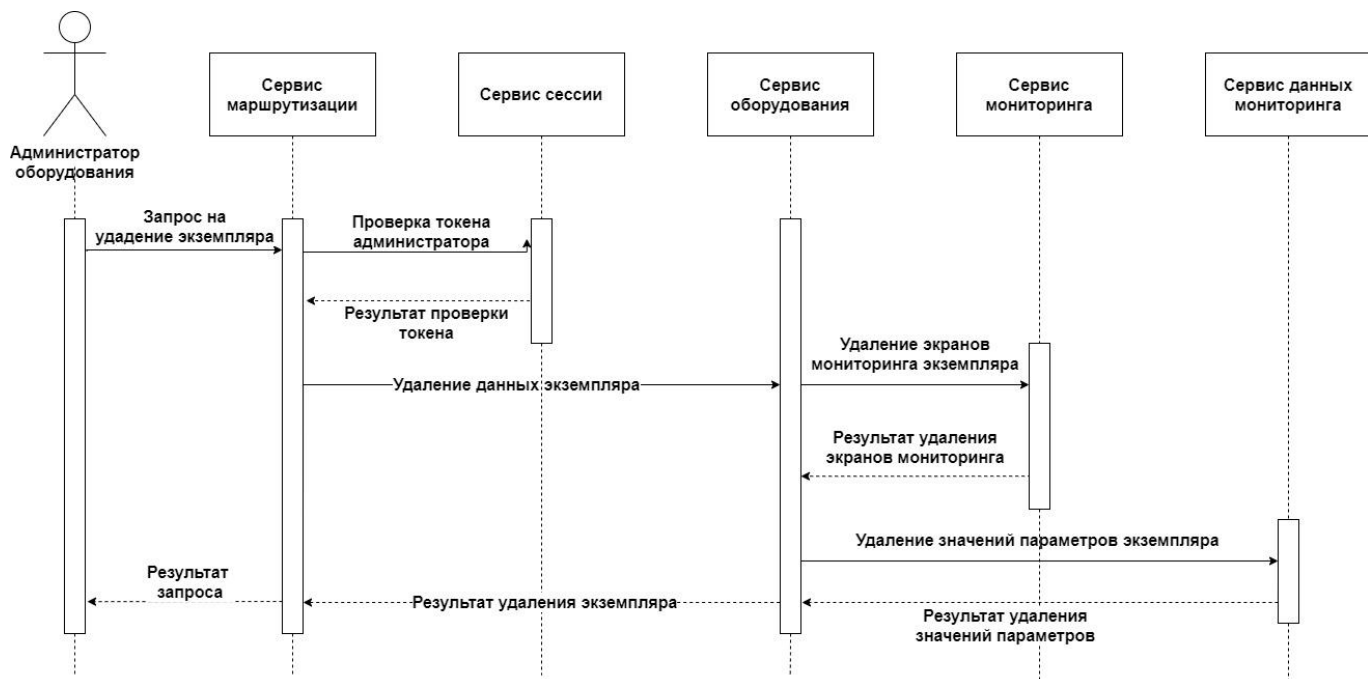 Администратор
оборудования
Сервис
маршрутизации
Сервис сессии
Сервис
оборудования
Сервис
мониторинга
Сервис данных
мониторинга
Запрос на
удадение экземпляра
Проверка токена
администратора
Результат проверки
токена
Удаление данных экземпляра
Удаление экранов
мониторинга экземпляра
Результат удаления
экранов мониторинга
Удаление значений параметров экземпляра
Результат удаления
значений параметров
Результат удаления экземпляра
Результат
запроса